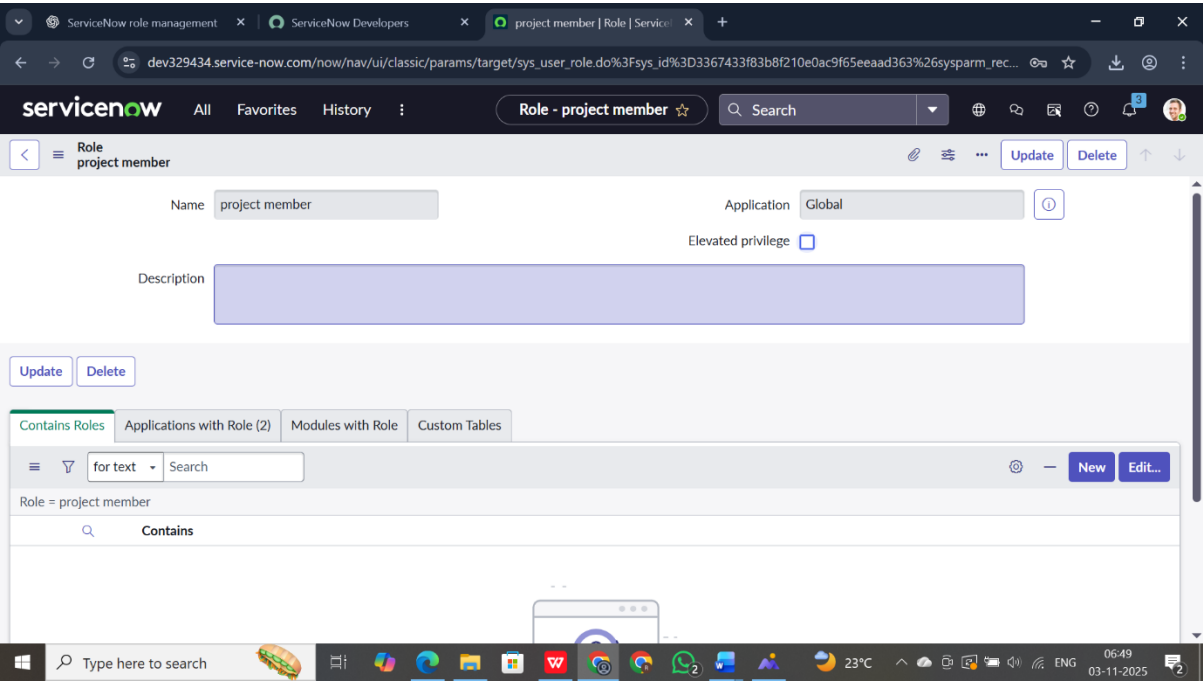 ServiceNow role management
ServiceNow Developers
project member | Role | Service
dev329434.service-now.com/now/nav/ui/classic/params/target/sys_user_role.do%3Fsys_id%3D3367433f83b8f210e0ac9f65eeaad363%26sysparm_rec...
servicenow All Favorites History Role - project member Search 3
Role
project member
Update Delete
Name project member Application Global
Elevated privilege
Description
Update Delete
Contains Roles Applications with Role (2) Modules with Role Custom Tables
for text Search New Edit...
Role = project member
Contains
Type here to search 2 23°C ENG 06:49
03-11-2025 2